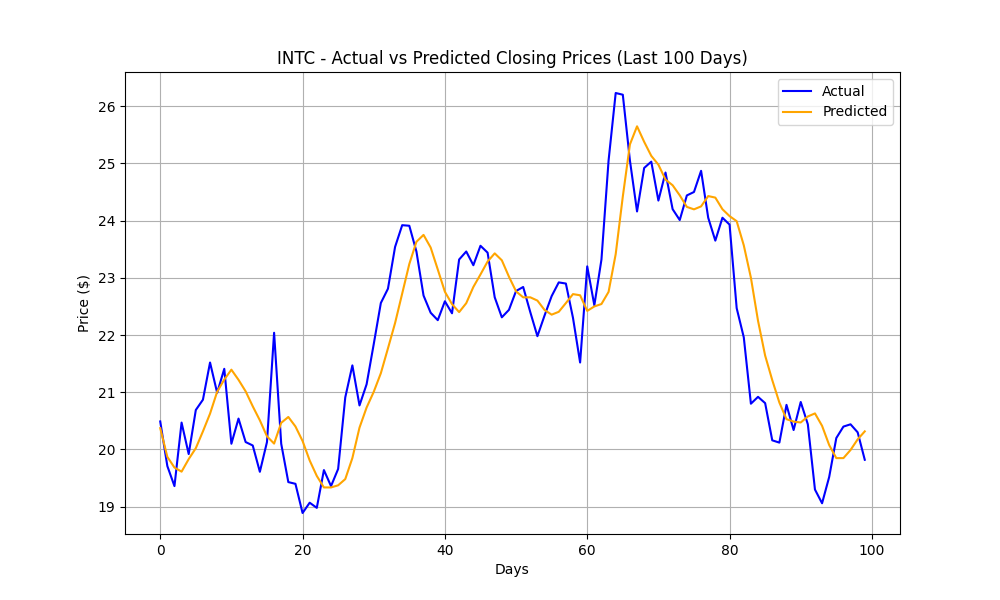 INTC - Actual vs Predicted Closing Prices (Last 100 Days)
Actual
Predicted
Price ($)
26
25
24
23
22
21
20
19
0 20 40 60 80 100
Days